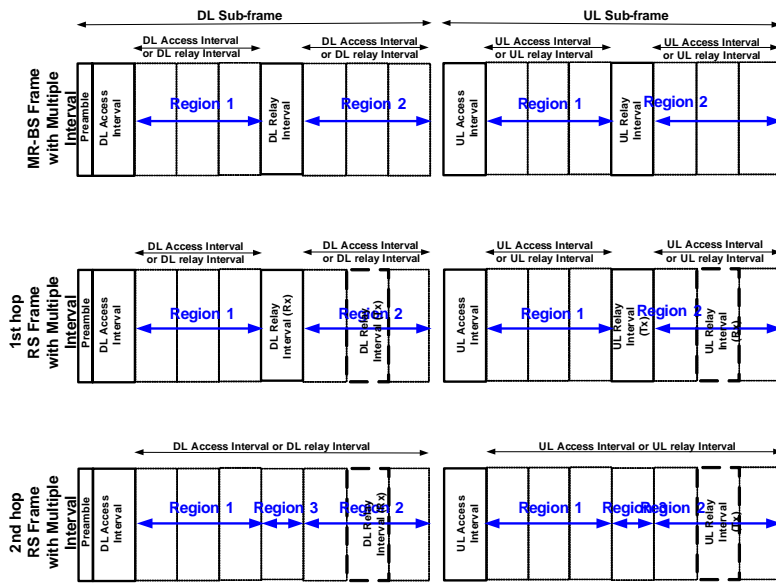 DL Sub-frame
UL Sub-frame
DL Access Interval
or DL relay Interval
DL Access Interval
or DL relay Interval
UL Access Interval
or UL relay Interval
UL Access Interval
or UL relay Interval
MR-BS Frame
with Multiple
Interval
Preamble
DL Access
Interval
Region 1
DL Relay
Interval
Region 2
UL Access
Interval
Region 1
UL Relay
Interval
Region 2
DL Access Interval
or DL relay Interval
DL Access Interval
or DL relay Interval
UL Access Interval
or UL relay Interval
UL Access Interval
or UL relay Interval
1st hop
RS Frame
with Multiple
Interval
Preamble
DL Access
Interval
Region 1
DL Relay
Interval (Rx)
Region 2
DL Relay
UL Access
Interval
Region 1
UL Relay
Interval
(Tx)
Region 2
UL Relay
Interval
(Rx)
DL Access Interval or DL relay Interval
UL Access Interval or UL relay Interval
2nd hop
RS Frame
with Multiple
Interval
Preamble
DL Access
Interval
Region 1
Region 3
Region 2
DL Relay
Interval (Rx)
UL Access
Interval
Region 1
Region 3
Region 2
UL Relay
Interval
(Tx)